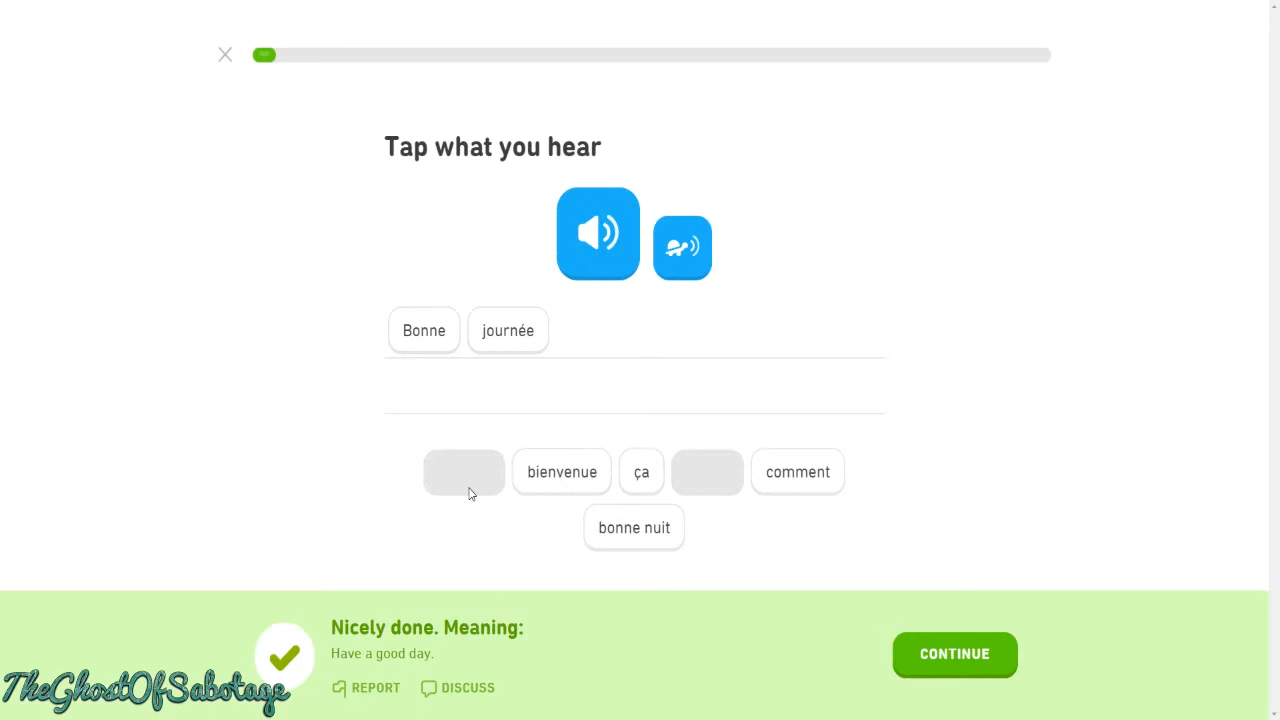 Tap what you hear
Bonne journée
bienvenue ça comment
bonne nuit
Nicely done. Meaning:
Have a good day.
REPORT DISCUSS
CONTINUE
TheGhostOfSabotage